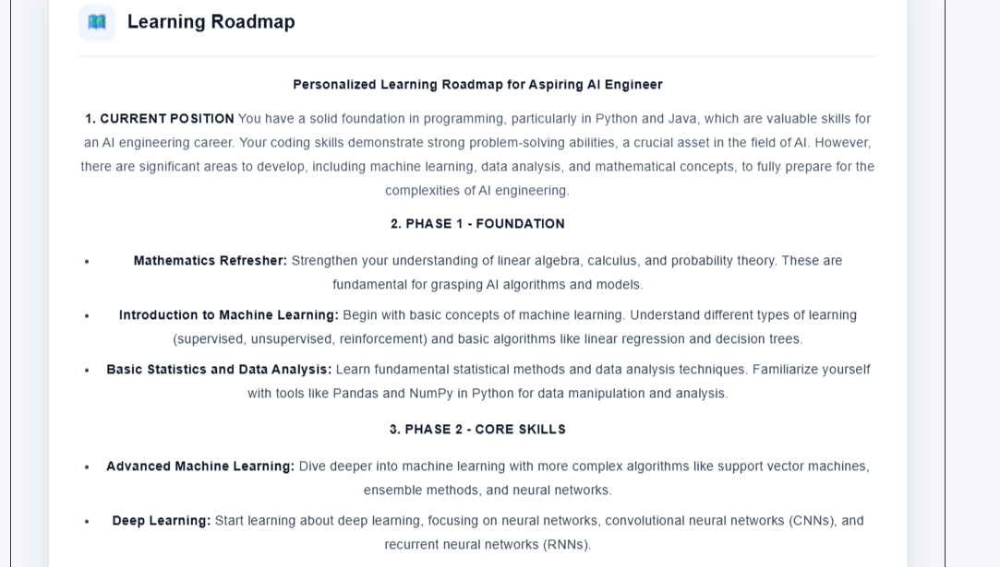 Learning Roadmap
Personalized Learning Roadmap for Aspiring AI Engineer
1. CURRENT POSITION You have a solid foundation in programming, particularly in Python and Java, which are valuable skills for
an AI engineering career. Your coding skills demonstrate strong problem-solving abilities, a crucial asset in the field of AI. However,
there are significant areas to develop, including machine learning, data analysis, and mathematical concepts, to fully prepare for the
complexities of AI engineering.
2. PHASE 1 - FOUNDATION
• Mathematics Refresher: Strengthen your understanding of linear algebra, calculus, and probability theory. These are
fundamental for grasping AI algorithms and models.
• Introduction to Machine Learning: Begin with basic concepts of machine learning. Understand different types of learning
(supervised, unsupervised, reinforcement) and basic algorithms like linear regression and decision trees.
• Basic Statistics and Data Analysis: Learn fundamental statistical methods and data analysis techniques. Familiarize yourself
with tools like Pandas and NumPy in Python for data manipulation and analysis.
3. PHASE 2 - CORE SKILLS
• Advanced Machine Learning: Dive deeper into machine learning with more complex algorithms like support vector machines,
ensemble methods, and neural networks.
• Deep Learning: Start learning about deep learning, focusing on neural networks, convolutional neural networks (CNNs), and
recurrent neural networks (RNNs).